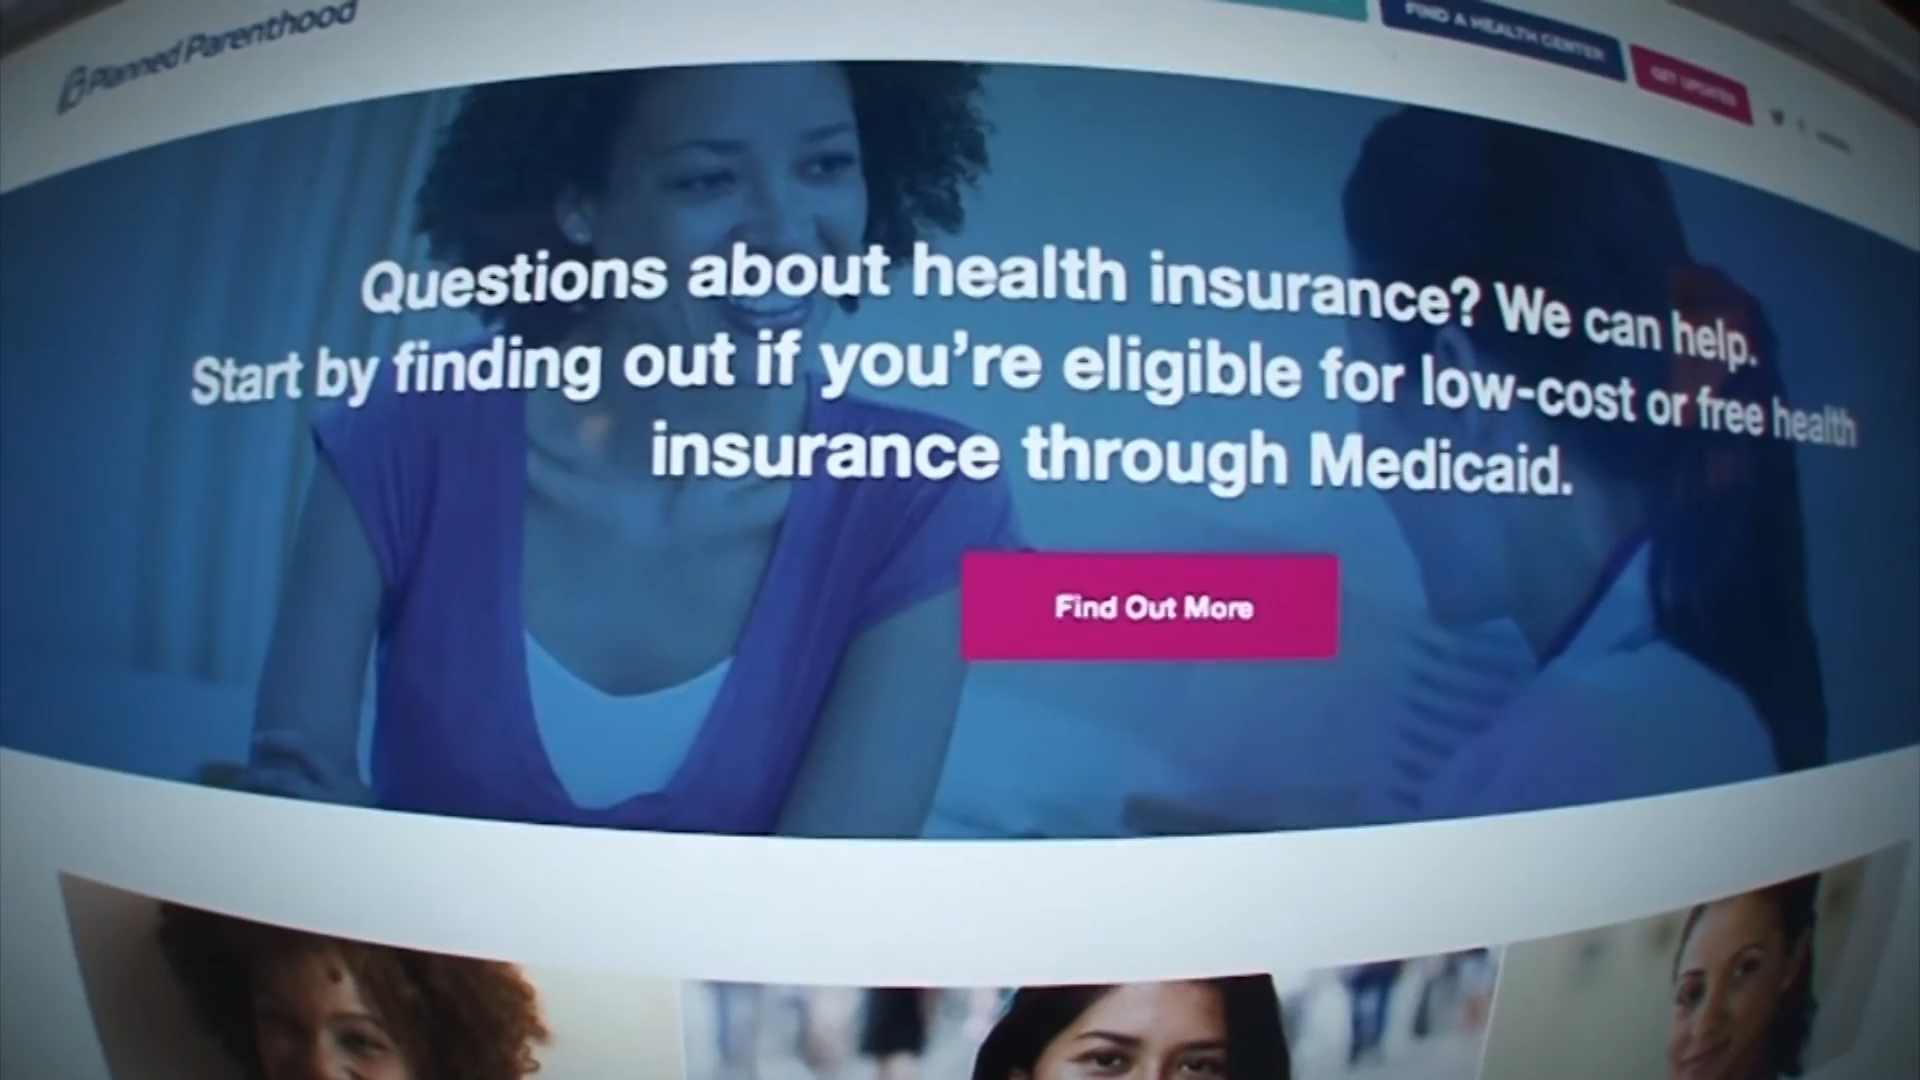 Planned Parenthood
FIND A HEALTH CENTER
GET UPDATES
Questions about health insurance? We can help.
Start by finding out if you're eligible for low-cost or free health
insurance through Medicaid.
Find Out More